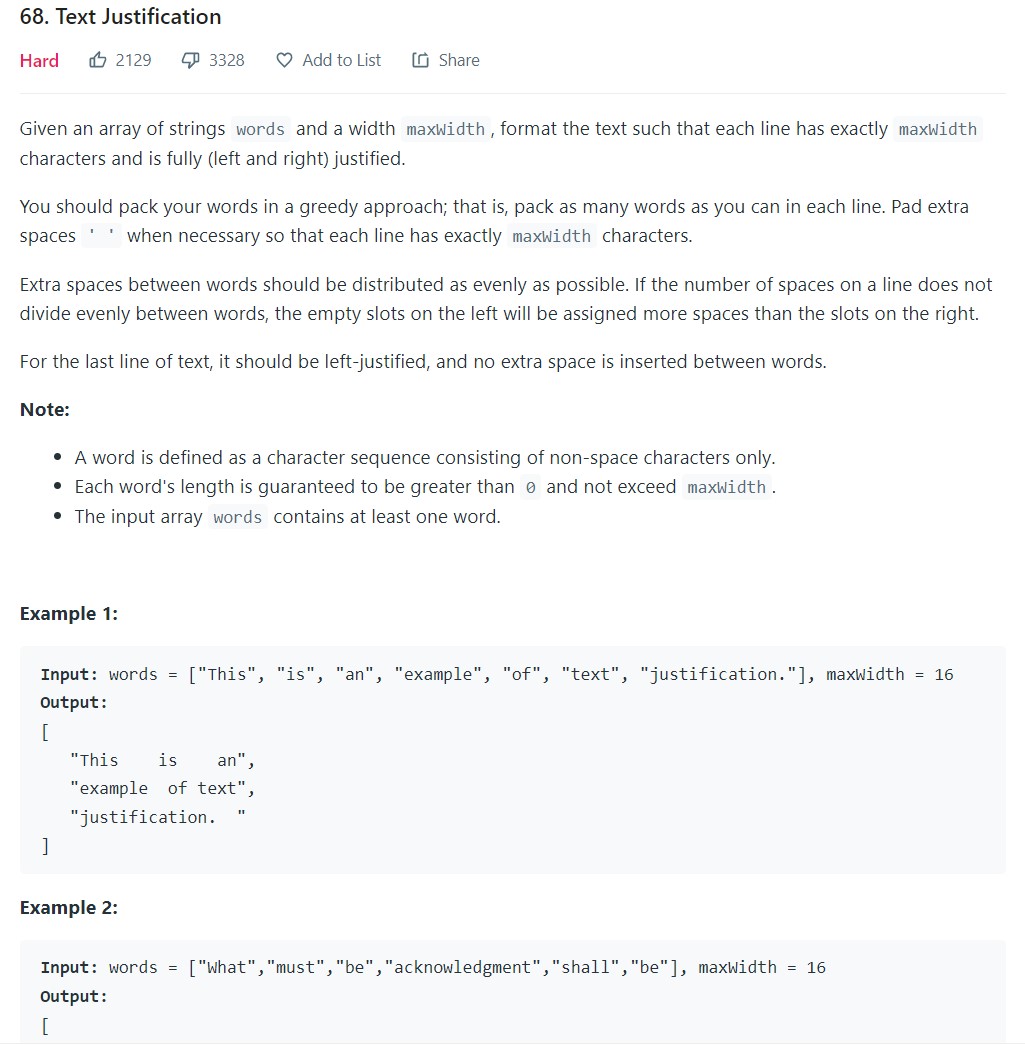 68. Text Justification
Hard 2129 3328 Add to List Share
Given an array of strings words and a width maxWidth , format the text such that each line has exactly maxWidth
characters and is fully (left and right) justified.
You should pack your words in a greedy approach; that is, pack as many words as you can in each line. Pad extra
spaces ' ' when necessary so that each line has exactly maxWidth characters.
Extra spaces between words should be distributed as evenly as possible. If the number of spaces on a line does not
divide evenly between words, the empty slots on the left will be assigned more spaces than the slots on the right.
For the last line of text, it should be left-justified, and no extra space is inserted between words.
Note:
• A word is defined as a character sequence consisting of non-space characters only.
• Each word's length is guaranteed to be greater than 0 and not exceed maxWidth .
• The input array words contains at least one word.
Example 1:
Input: words = ["This", "is", "an", "example", "of", "text", "justification."], maxWidth = 16
Output:
[
   "This    is    an",
   "example  of text",
   "justification.  "
]
Example 2:
Input: words = ["What","must","be","acknowledgment","shall","be"], maxWidth = 16
Output:
[